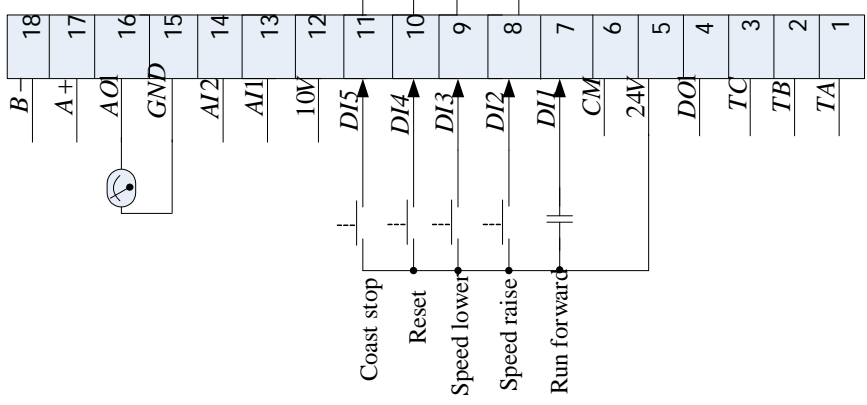 18
17
16
15
14
13
12
11
10
9
8
7
6
5
4
3
2
1
B−
A+
AO1
GND
AI2
AI1
10V
DI5
DI4
DI3
DI2
DI1
CM
24V
DO1
TC
TB
TA
Coast stop
Reset
Speed lower
Speed raise
Run forward